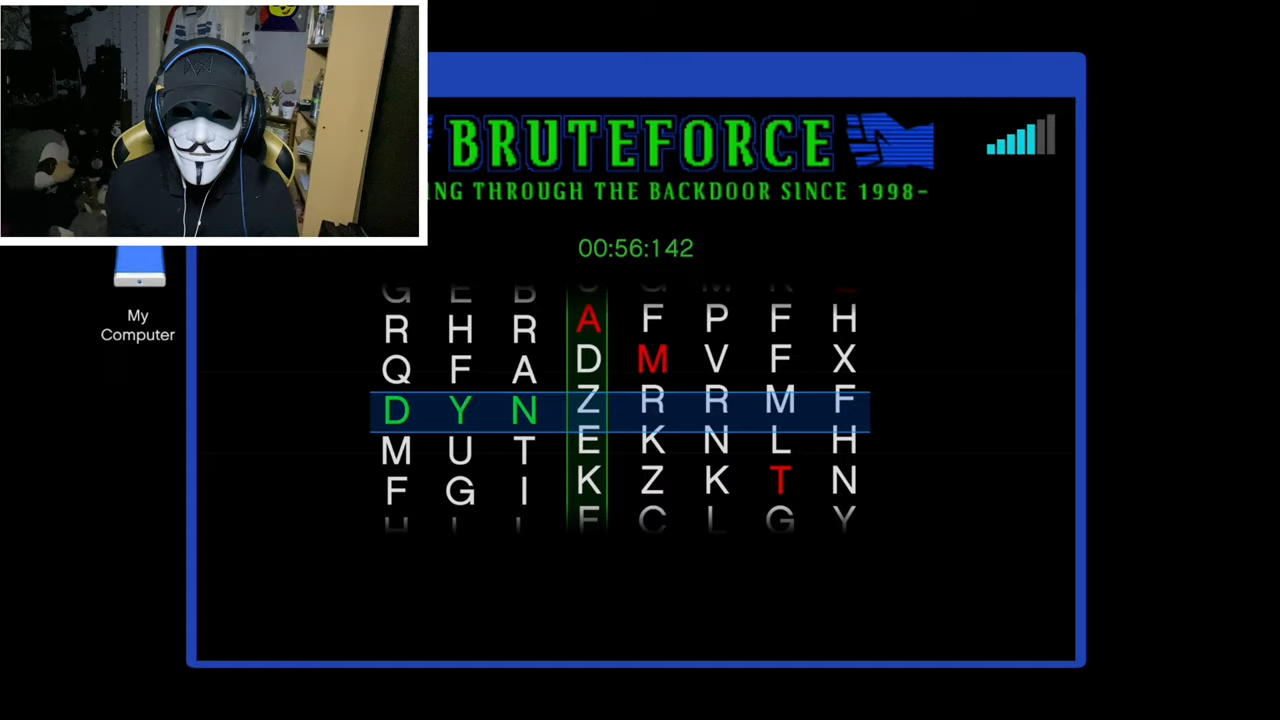 BRUTEFORCE
ING THROUGH THE BACKDOOR SINCE 1998-
00:56:142
My
Computer
G E B J G M R
R H R A F P F H
Q F A D M V F X
D Y N Z R R M F
M U T E K N L H
F G I K Z K T N
F C L G Y